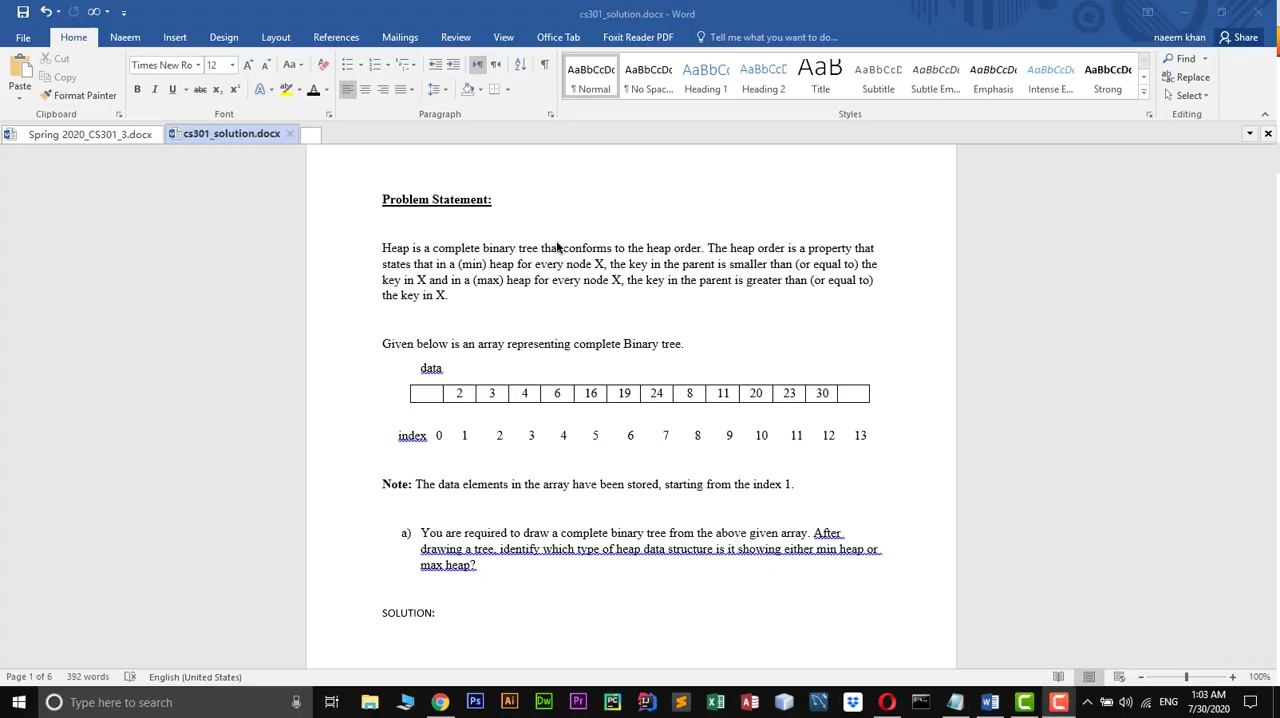 cs301_solution.docx - Word
naeem khan
File Home Insert Design Layout References Mailings Review View Office Tab Foxit Reader PDF Tell me what you want to do... Share
Paste Cut Copy Format Painter
Times New Ro 12
AaBbCcDc AaBbCcDc AaBbC( AaBbCcE AaB AaBbCcC AaBbCcDt AaBbCcDt AaBbCcDt AaBbCcDc
¶ Normal ¶ No Spac... Heading 1 Heading 2 Title Subtitle Subtle Em... Emphasis Intense E... Strong
Find Replace Select
Clipboard Font Paragraph Styles Editing
Spring 2020_CS301_3.docx cs301_solution.docx
Problem Statement:
Heap is a complete binary tree that conforms to the heap order. The heap order is a property that
states that in a (min) heap for every node X, the key in the parent is smaller than (or equal to) the
key in X and in a (max) heap for every node X, the key in the parent is greater than (or equal to)
the key in X.
Given below is an array representing complete Binary tree.
data
2 3 4 6 16 19 24 8 11 20 23 30
index 0 1 2 3 4 5 6 7 8 9 10 11 12 13
Note: The data elements in the array have been stored, starting from the index 1.
a) You are required to draw a complete binary tree from the above given array. After
drawing a tree, identify which type of heap data structure is it showing either min heap or
max heap?
SOLUTION:
Page 1 of 6 392 words English (United States) 100%
Type here to search
ENG
1:03 AM
7/30/2020